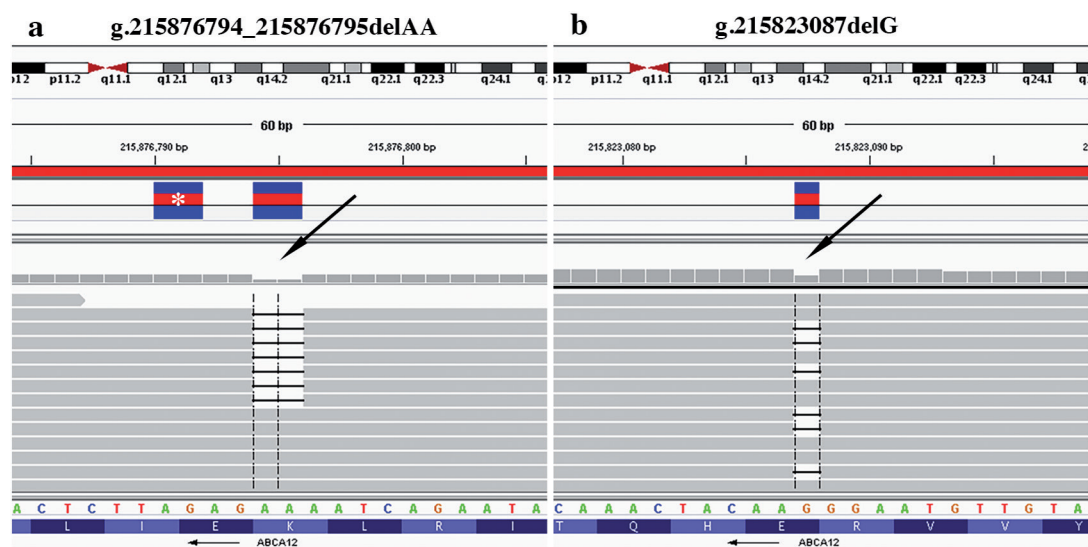 a g.215876794_215876795delAA
p12 p11.2 q11.1 q12.1 q13 q14.2 q21.1 q22.1 q22.3 q24.1
60 bp
215,876,790 bp 215,876,800 bp
*
A C T C T T A G A G A A A A T C A G A A T A
L I E K L R I
ABCA12
b g.215823087delG
p12 p11.2 q11.1 q12.1 q13 q14.2 q21.1 q22.1 q22.3 q24.1
60 bp
215,823,080 bp 215,823,090 bp
C A A A C T A C A A G G G A A T G T T G T A
T Q H E R V V Y
ABCA12